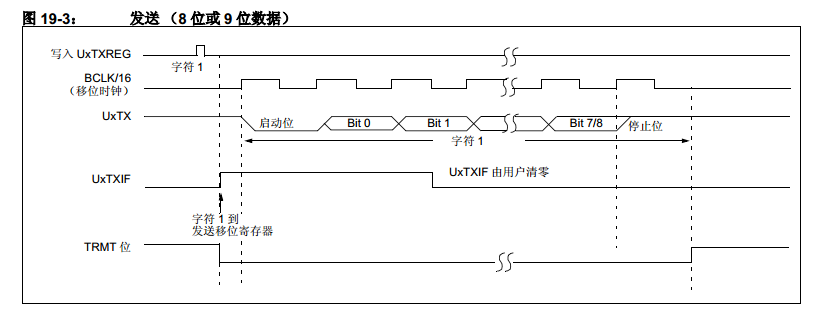 图 19-3： 发送（8 位或 9 位数据）
写入 UxTXREG
字符 1
BCLK/16
（移位时钟）
UxTX
启动位
Bit 0
Bit 1
Bit 7/8
停止位
字符 1
UxTXIF
UxTXIF 由用户清零
字符 1 到
发送移位寄存器
TRMT 位